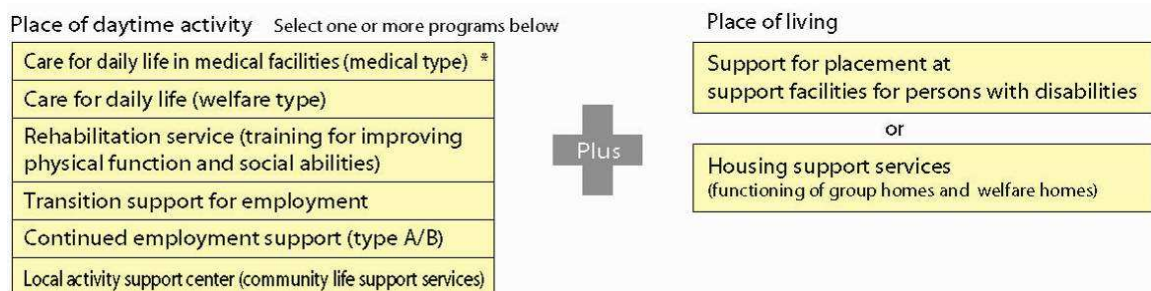 Place of daytime activity Select one or more programs below
Care for daily life in medical facilities (medical type) *
Care for daily life (welfare type)
Rehabilitation service (training for improving
physical function and social abilities)
Transition support for employment
Continued employment support (type A/B)
Local activity support center (community life support services)
Plus
Place of living
Support for placement at
support facilities for persons with disabilities
or
Housing support services
(functioning of group homes and welfare homes)